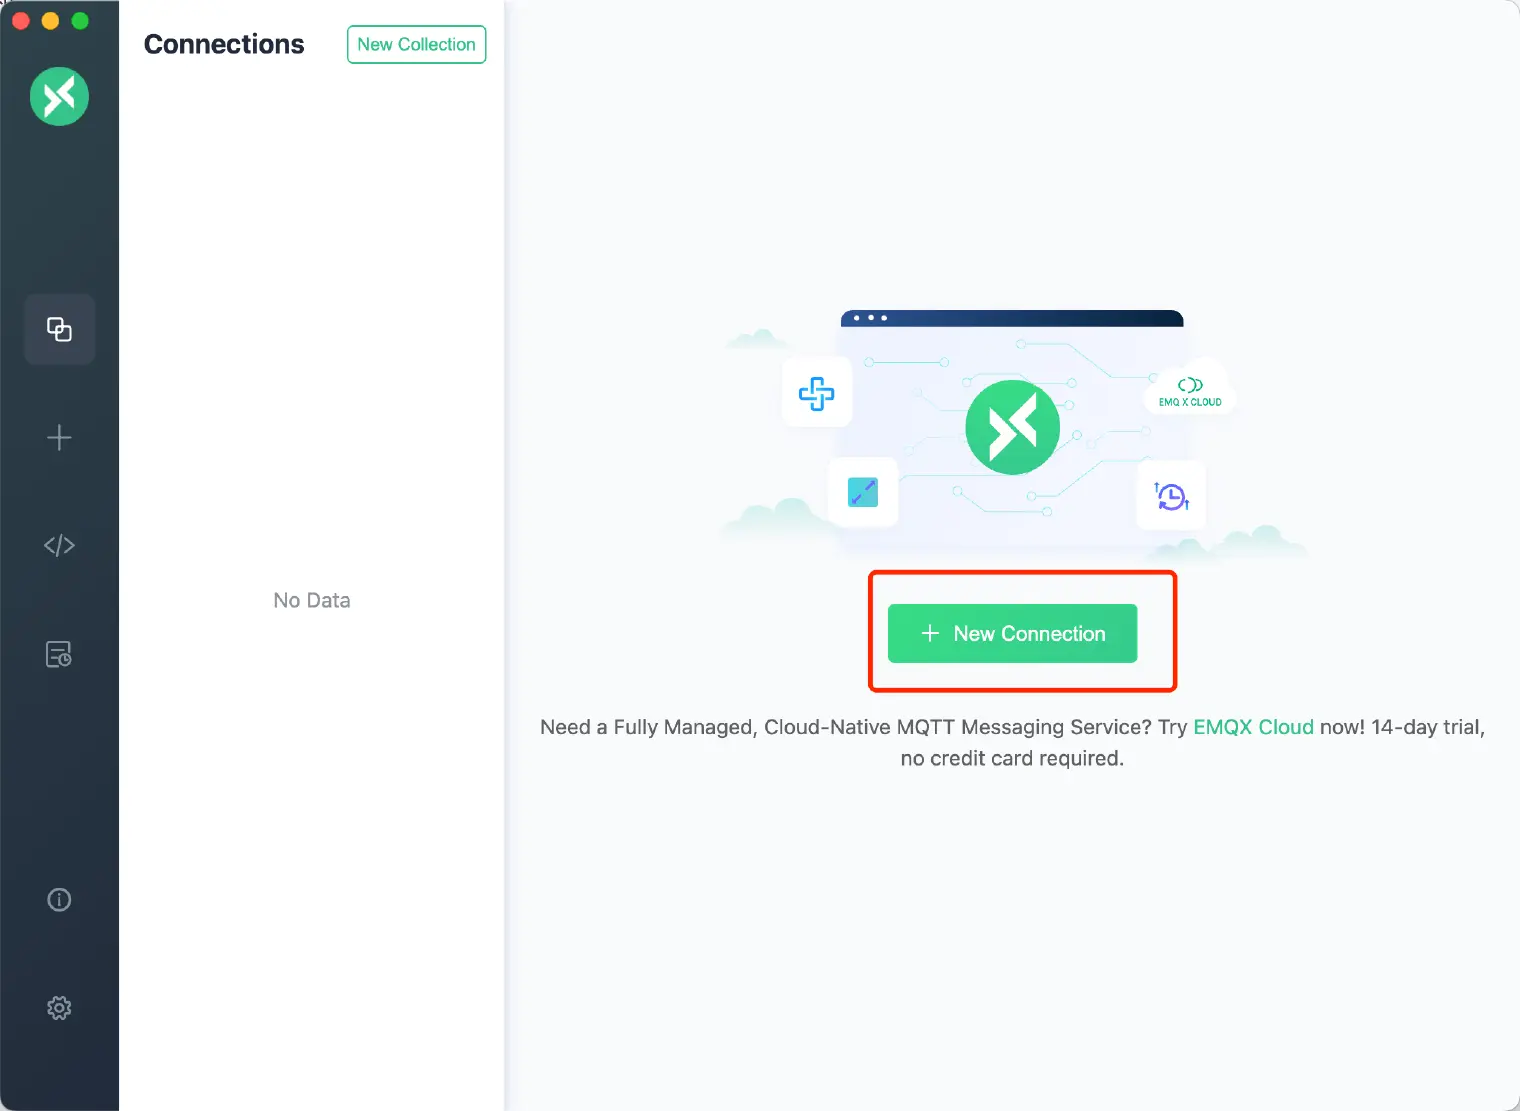 Connections
New Collection
No Data
EMQ X CLOUD
New Connection
Need a Fully Managed, Cloud-Native MQTT Messaging Service? Try EMQX Cloud now! 14-day trial,
no credit card required.